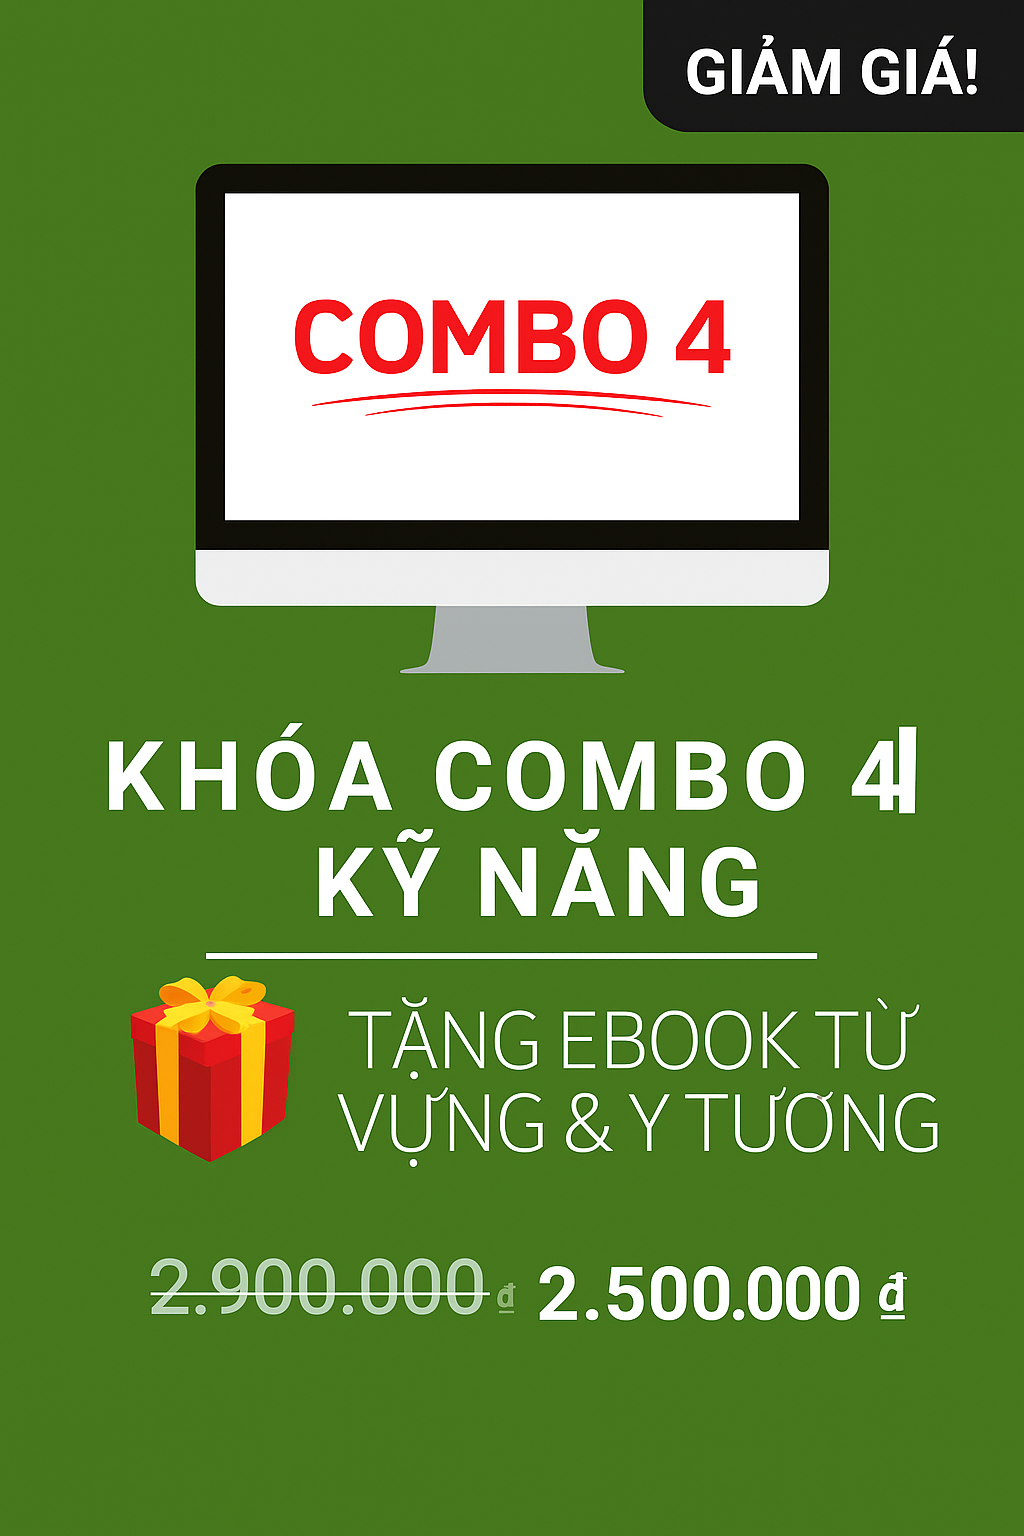 GIẢM GIÁ!
COMBO 4
KHÓA COMBO 4
KỸ NĂNG
TẶNG EBOOK TỪ
VỰNG & Y TƯƠNG
2.900.000 ₫ 2.500.000 ₫